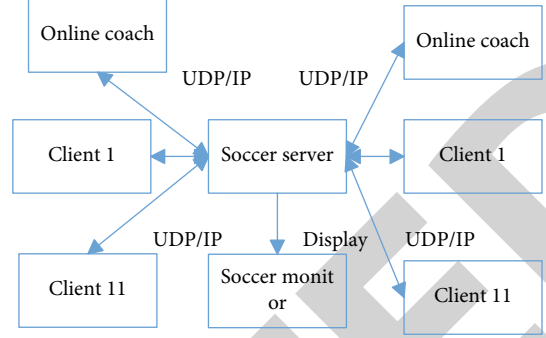 Online coach
Online coach
UDP/IP
UDP/IP
Client 1
Soccer server
Client 1
UDP/IP
Display
UDP/IP
Client 11
Soccer monit
or
Client 11